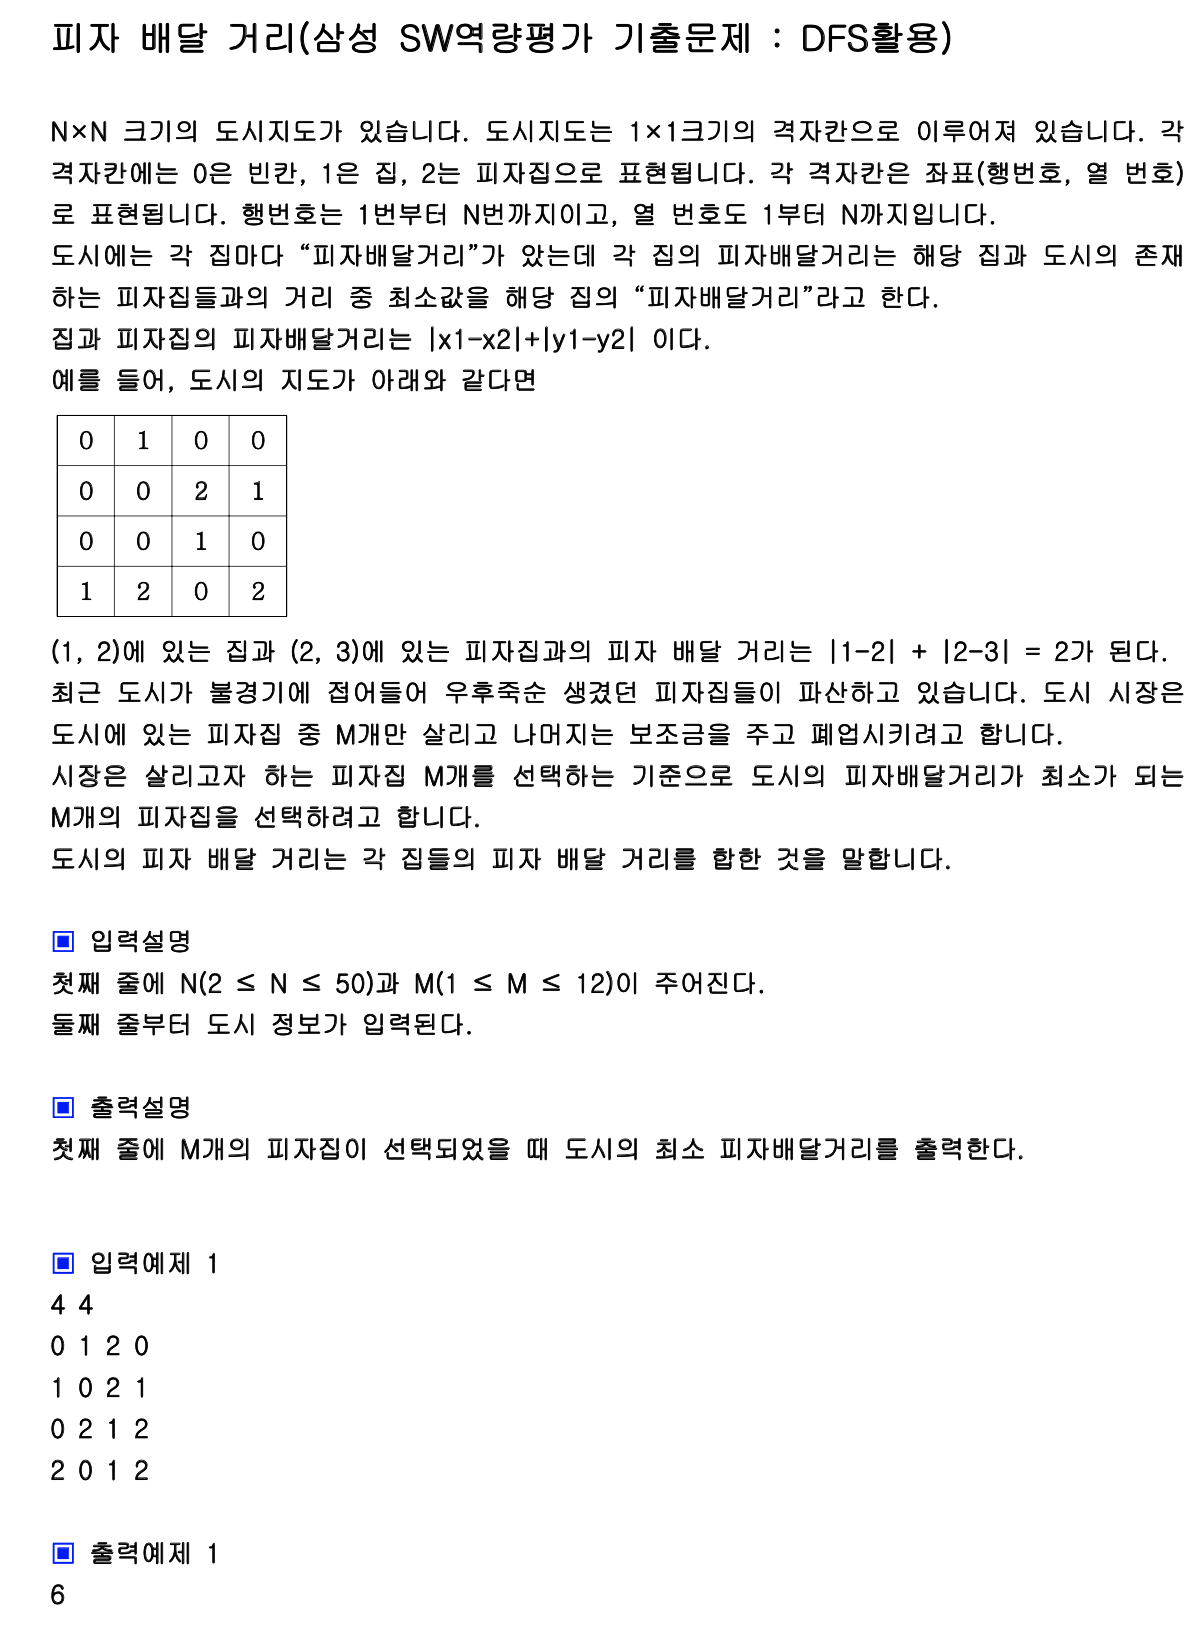 피자 배달 거리(삼성 SW역량평가 기출문제 : DFS활용)
N×N 크기의 도시지도가 있습니다. 도시지도는 1×1크기의 격자칸으로 이루어져 있습니다. 각
격자칸에는 0은 빈칸, 1은 집, 2는 피자집으로 표현됩니다. 각 격자칸은 좌표(행번호, 열 번호)
로 표현됩니다. 행번호는 1번부터 N번까지이고, 열 번호도 1부터 N까지입니다.
도시에는 각 집마다 “피자배달거리”가 았는데 각 집의 피자배달거리는 해당 집과 도시의 존재
하는 피자집들과의 거리 중 최소값을 해당 집의 “피자배달거리”라고 한다.
집과 피자집의 피자배달거리는 |x1-x2|+|y1-y2| 이다.
예를 들어, 도시의 지도가 아래와 같다면
0 1 0 0
0 0 2 1
0 0 1 0
1 2 0 2
(1, 2)에 있는 집과 (2, 3)에 있는 피자집과의 피자 배달 거리는 |1-2| + |2-3| = 2가 된다.
최근 도시가 불경기에 접어들어 우후죽순 생겼던 피자집들이 파산하고 있습니다. 도시 시장은
도시에 있는 피자집 중 M개만 살리고 나머지는 보조금을 주고 폐업시키려고 합니다.
시장은 살리고자 하는 피자집 M개를 선택하는 기준으로 도시의 피자배달거리가 최소가 되는
M개의 피자집을 선택하려고 합니다.
도시의 피자 배달 거리는 각 집들의 피자 배달 거리를 합한 것을 말합니다.
▣ 입력설명
첫째 줄에 N(2 ≤ N ≤ 50)과 M(1 ≤ M ≤ 12)이 주어진다.
둘째 줄부터 도시 정보가 입력된다.
▣ 출력설명
첫째 줄에 M개의 피자집이 선택되었을 때 도시의 최소 피자배달거리를 출력한다.
▣ 입력예제 1
4 4
0 1 2 0
1 0 2 1
0 2 1 2
2 0 1 2
▣ 출력예제 1
6